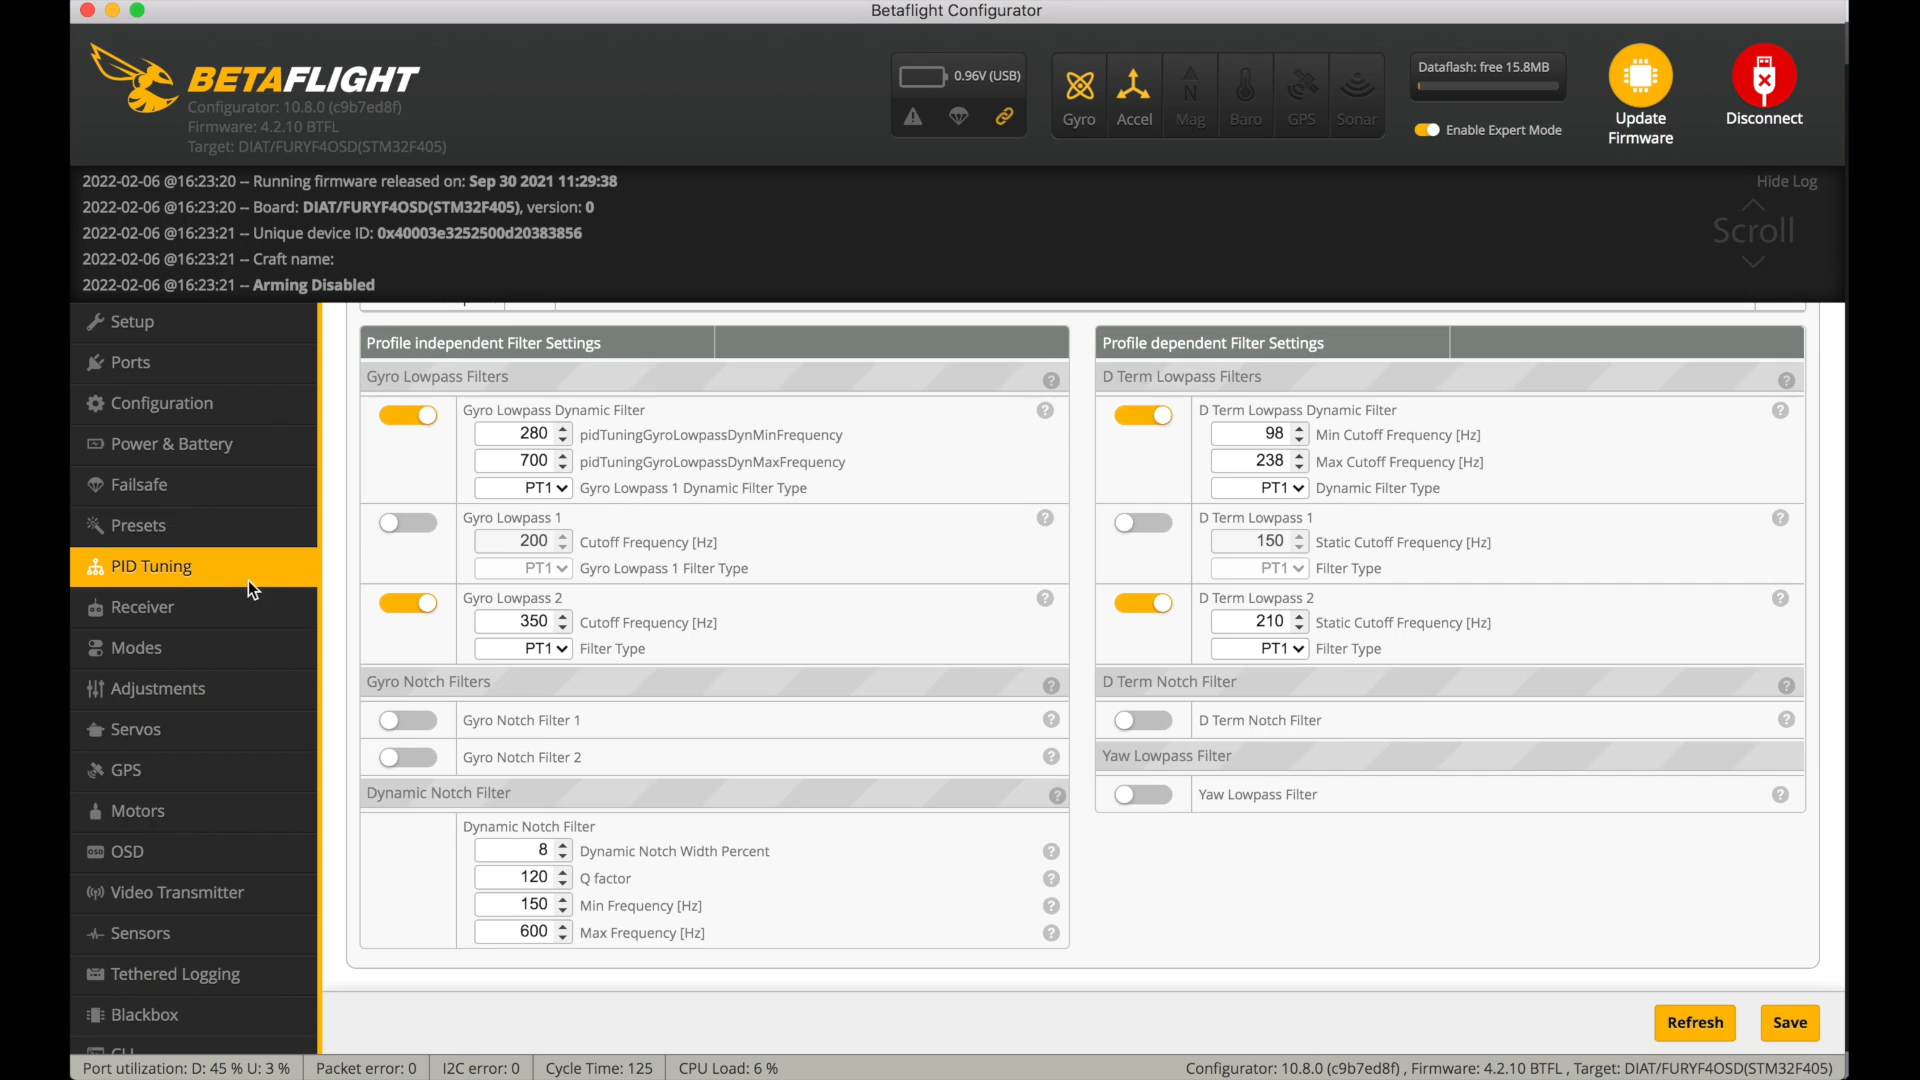 Betaflight Configurator
BETAFLIGHT
Configurator: 10.8.0 (c9b7ed8f)
Firmware: 4.2.10 BTFL
Target: DIAT/FURYF4OSD(STM32F405)
0.96V (USB)
Gyro
Accel
Mag
Baro
GPS
Sonar
Dataflash: free 15.8MB
Enable Expert Mode
Update
Firmware
Disconnect
2022-02-06 @16:23:20 -- Running firmware released on: Sep 30 2021 11:29:38
2022-02-06 @16:23:20 -- Board: DIAT/FURYF4OSD(STM32F405), version: 0
2022-02-06 @16:23:21 -- Unique device ID: 0x40003e3252500d20383856
2022-02-06 @16:23:21 -- Craft name:
2022-02-06 @16:23:21 -- Arming Disabled
Hide Log
Scroll
Setup
Ports
Configuration
Power & Battery
Failsafe
Presets
PID Tuning
Receiver
Modes
Adjustments
Servos
GPS
Motors
OSD
Video Transmitter
Sensors
Tethered Logging
Blackbox
Profile independent Filter Settings
Gyro Lowpass Filters
Gyro Lowpass Dynamic Filter
280 pidTuningGyroLowpassDynMinFrequency
700 pidTuningGyroLowpassDynMaxFrequency
PT1 Gyro Lowpass 1 Dynamic Filter Type
Gyro Lowpass 1
200 Cutoff Frequency [Hz]
PT1 Gyro Lowpass 1 Filter Type
Gyro Lowpass 2
350 Cutoff Frequency [Hz]
PT1 Filter Type
Gyro Notch Filters
Gyro Notch Filter 1
Gyro Notch Filter 2
Dynamic Notch Filter
Dynamic Notch Filter
8 Dynamic Notch Width Percent
120 Q factor
150 Min Frequency [Hz]
600 Max Frequency [Hz]
Profile dependent Filter Settings
D Term Lowpass Filters
D Term Lowpass Dynamic Filter
98 Min Cutoff Frequency [Hz]
238 Max Cutoff Frequency [Hz]
PT1 Dynamic Filter Type
D Term Lowpass 1
150 Static Cutoff Frequency [Hz]
PT1 Filter Type
D Term Lowpass 2
210 Static Cutoff Frequency [Hz]
PT1 Filter Type
D Term Notch Filter
D Term Notch Filter
Yaw Lowpass Filter
Yaw Lowpass Filter
Refresh
Save
Port utilization: D: 45 % U: 3 %
Packet error: 0
I2C error: 0
Cycle Time: 125
CPU Load: 6 %
Configurator: 10.8.0 (c9b7ed8f) , Firmware: 4.2.10 BTFL , Target: DIAT/FURYF4OSD(STM32F405)